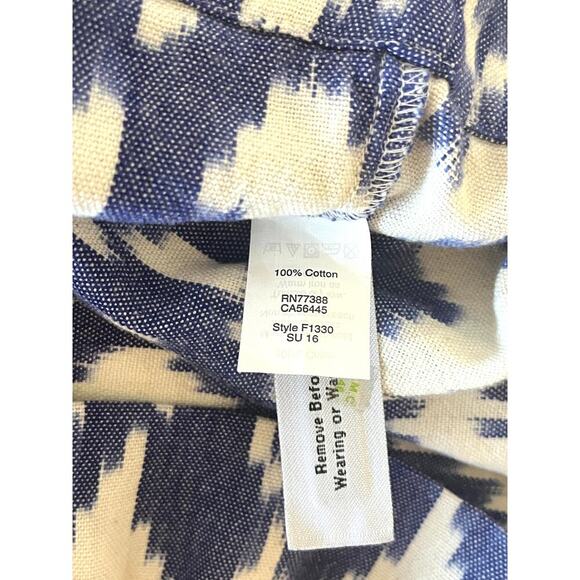 100% Cotton
RN77388
CA56445
Style F1330
SU 16
Remove Befo
Wearing or Wa